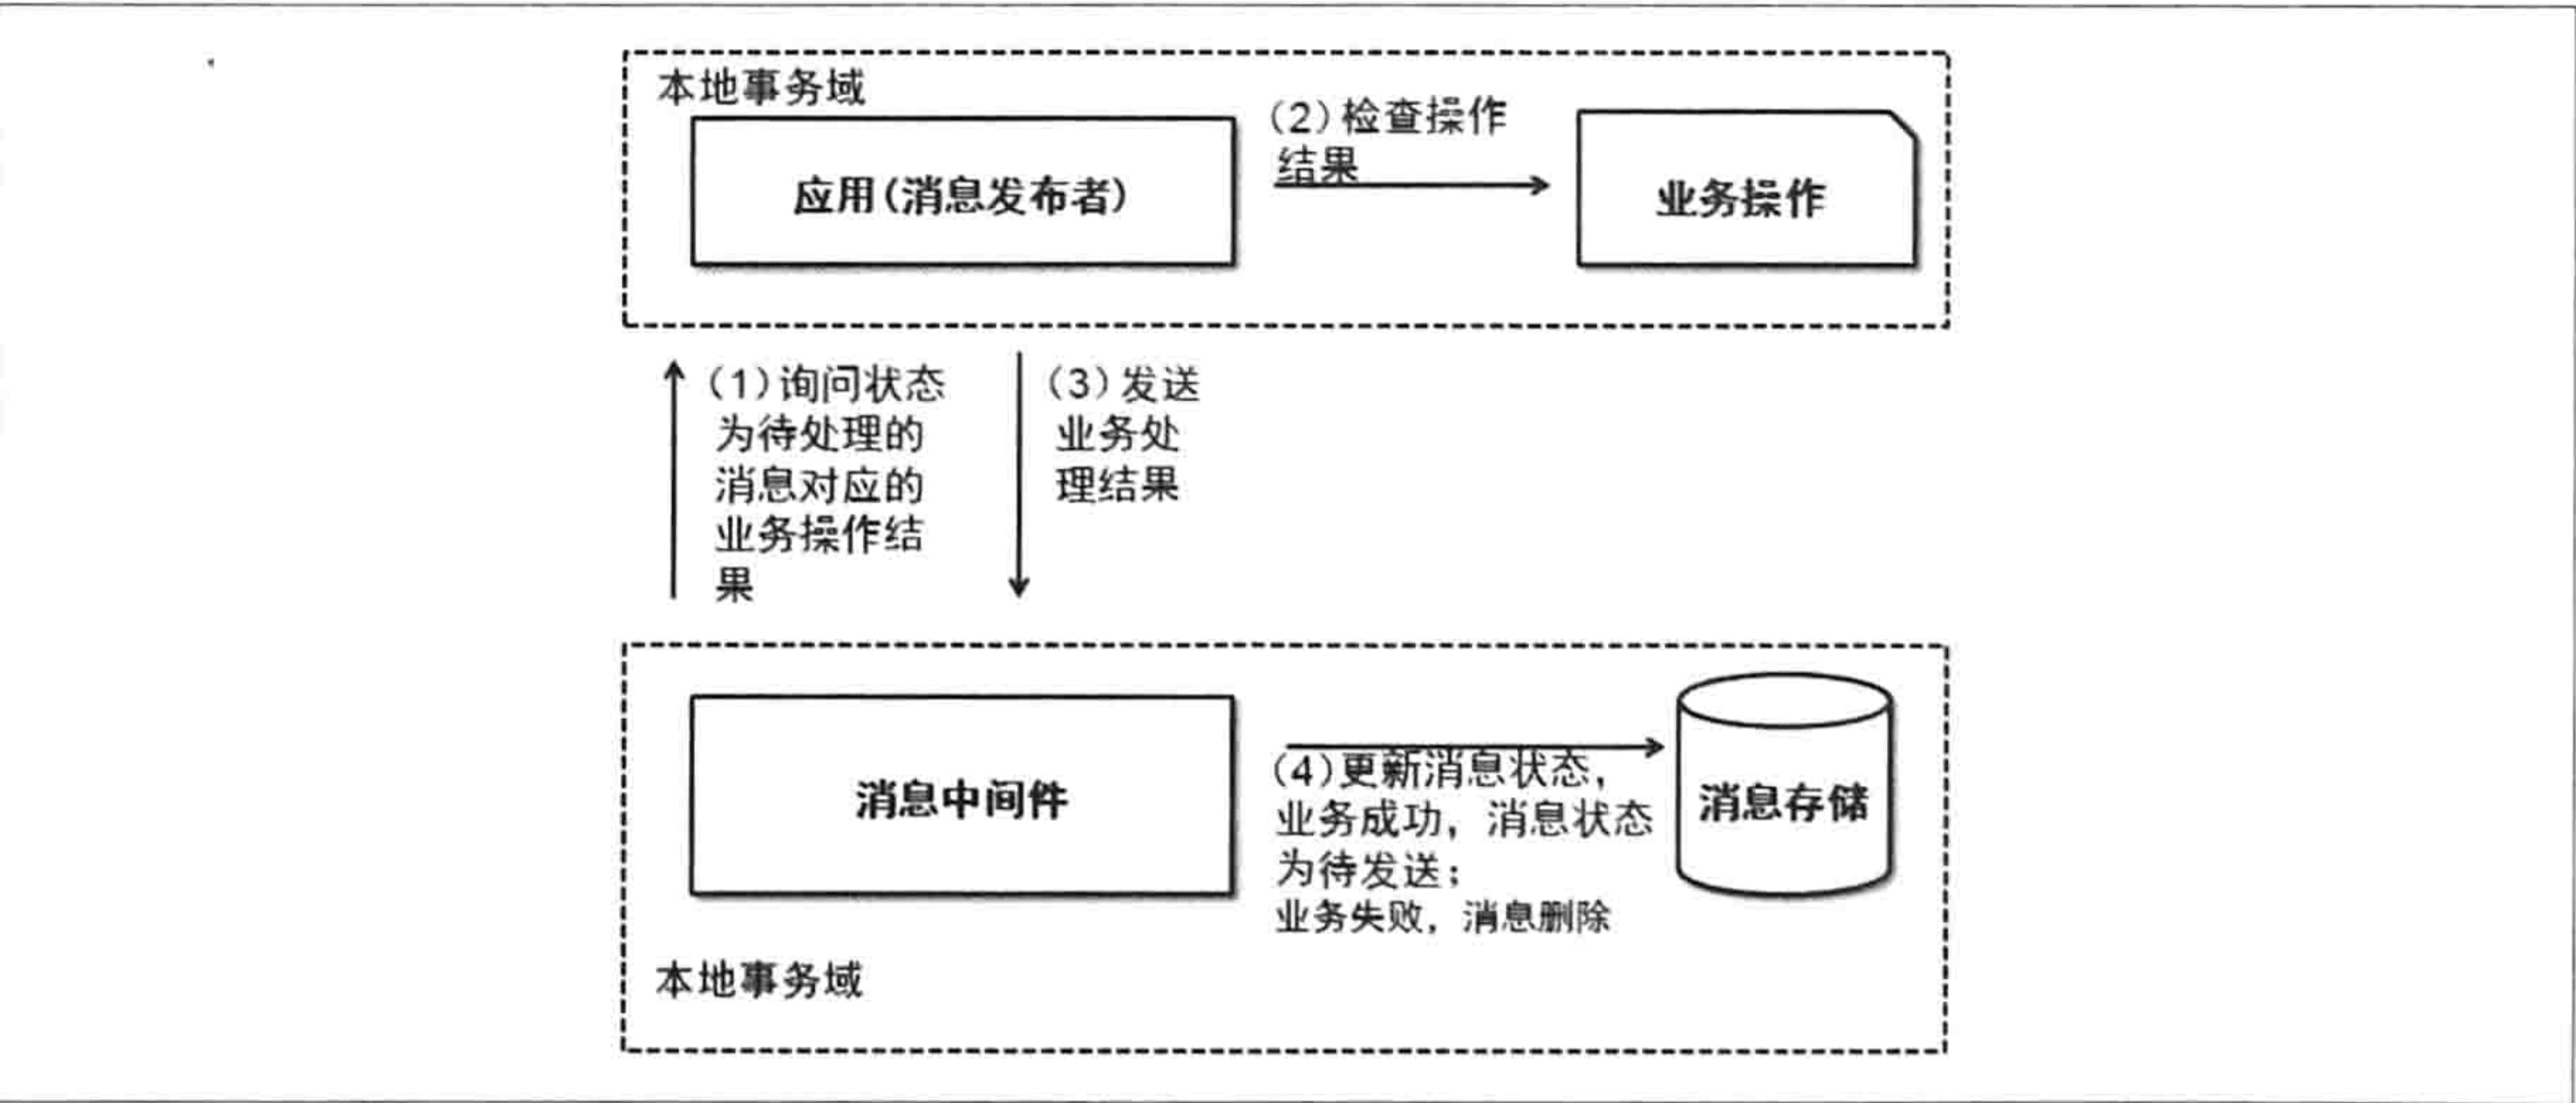 本地事务域
应用(消息发布者)
(2)检查操作
结果
业务操作
(1)询问状态
为待处理的
消息对应的
业务操作结
果
(3)发送
业务处
理结果
消息中间件
(4)更新消息状态，
业务成功，消息状态
为待发送；
业务失败，消息删除
消息存储
本地事务域